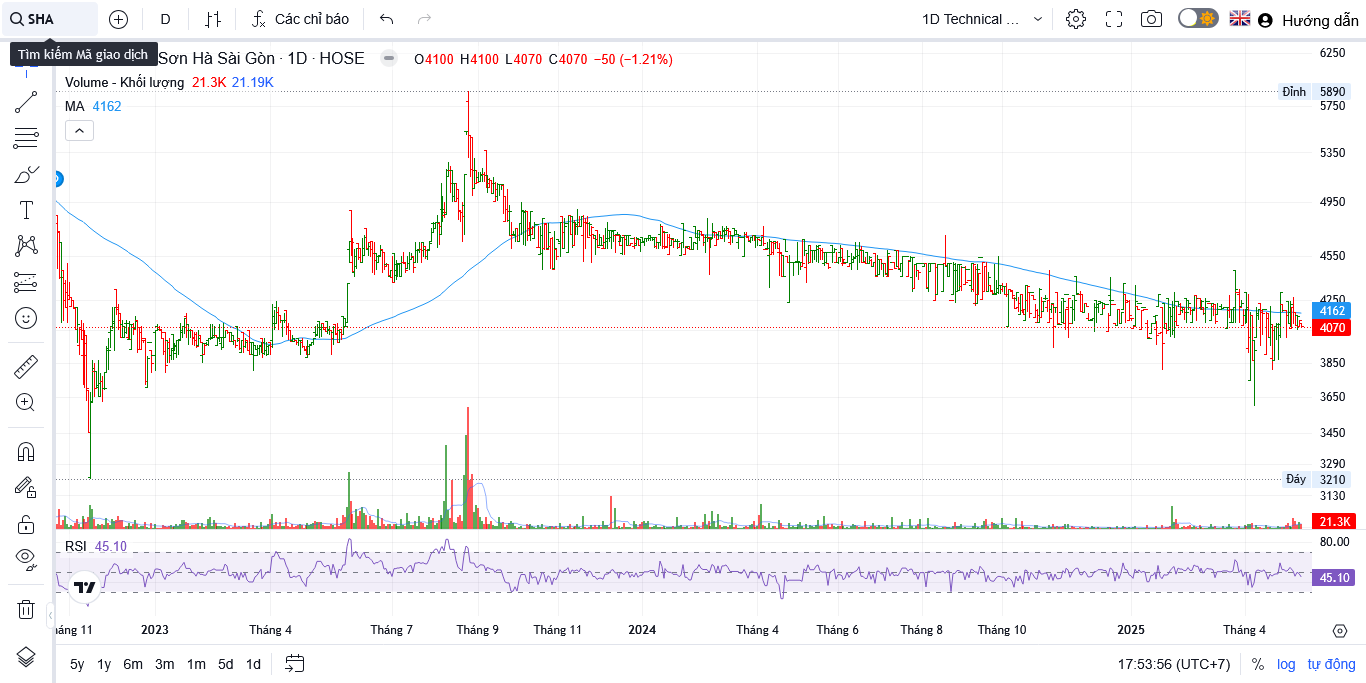 SHA
D
Các chỉ báo
1D Technical ...
Hướng dẫn
Tìm kiếm Mã giao dịch
Sơn Hà Sài Gòn · 1D · HOSE
O4100 H4100 L4070 C4070 −50 (−1.21%)
Volume - Khối lượng 21.3K 21.19K
MA 4162
6250
Đỉnh 5890
5750
5350
4950
4550
4250
4162
4070
3850
3650
3450
3290
Đáy 3210
3130
21.3K
RSI 45.10
80.00
45.10
háng 11 2023 Tháng 4 Tháng 7 Tháng 9 Tháng 11 2024 Tháng 4 Tháng 6 Tháng 8 Tháng 10 2025 Tháng 4
5y 1y 6m 3m 1m 5d 1d
17:53:56 (UTC+7) % log tự động